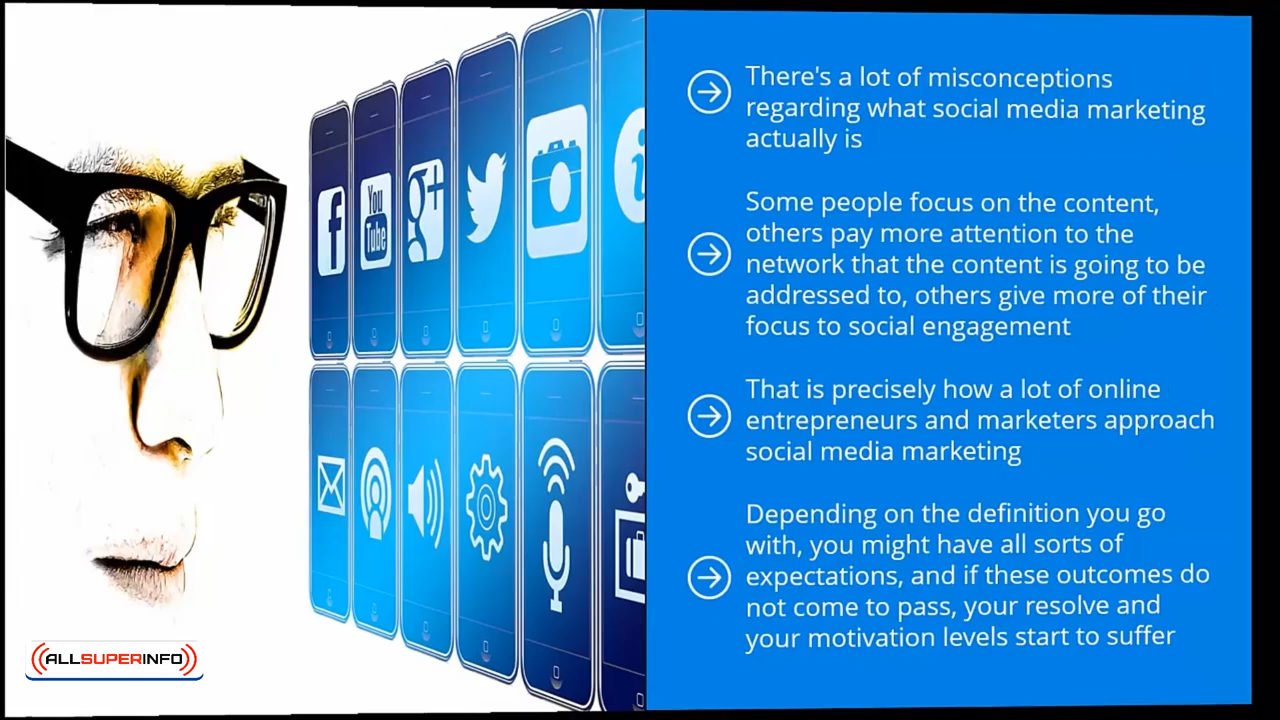 There's a lot of misconceptions
regarding what social media marketing
actually is
Some people focus on the content,
others pay more attention to the
network that the content is going to be
addressed to, others give more of their
focus to social engagement
That is precisely how a lot of online
entrepreneurs and marketers approach
social media marketing
Depending on the definition you go
with, you might have all sorts of
expectations, and if these outcomes do
not come to pass, your resolve and
your motivation levels start to suffer
f
You
Tube
g+
i
ALLSUPERINFO